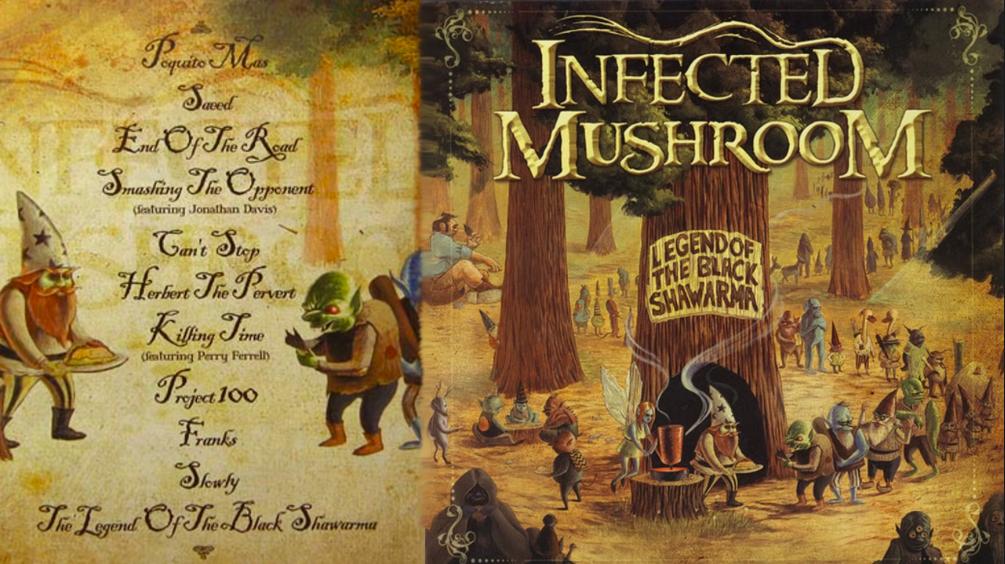 Poquito Mas
Saeed
End Of The Road
Smashing The Opponent
(featuring Jonathan Davis)
Can't Stop
Herbert The Pervert
Killing Time
(featuring Perry Ferrell)
Project 100
Franks
Slowly
The Legend Of The Black Shawarma
INFECTED
MUSHROOM
LEGEND OF
THE BLACK
SHAWARMA